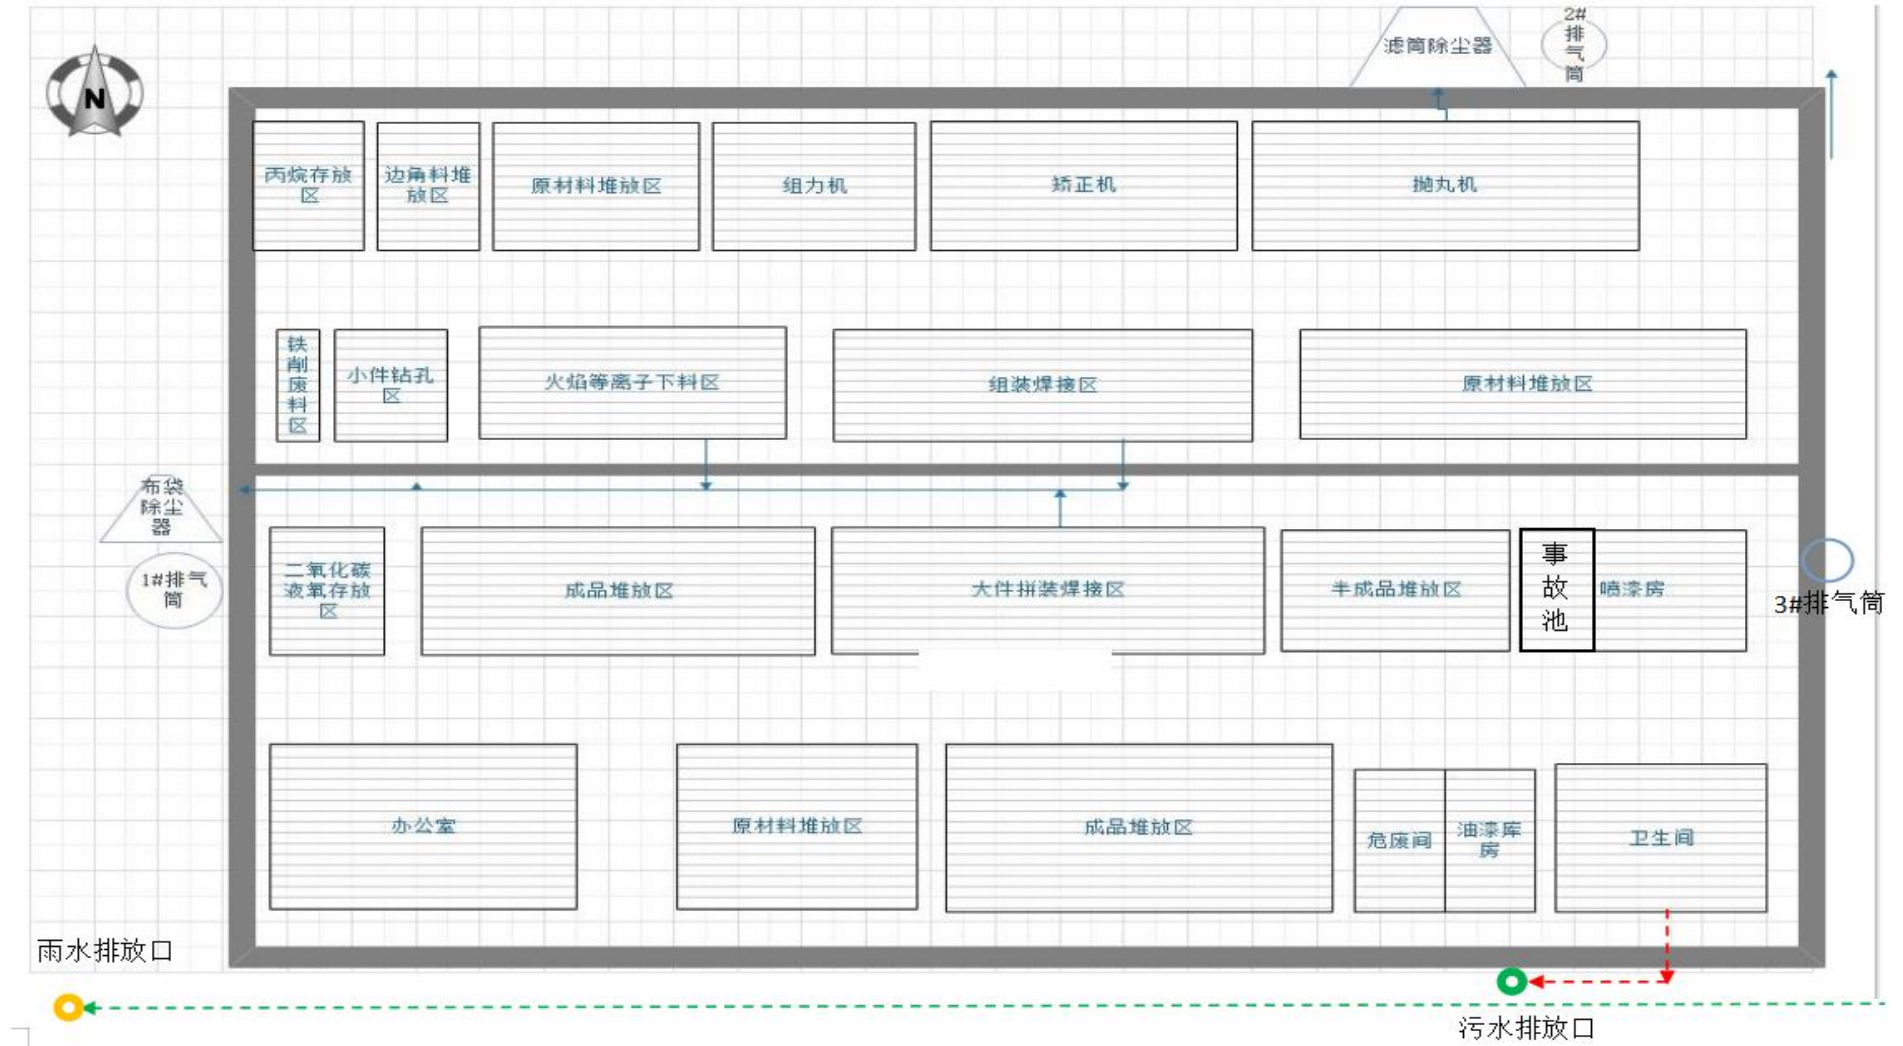 2#
排
气
筒
滤筒除尘器
N
丙烷存放
区
边角料堆
放区
原材料堆放区
组力机
矫正机
抛丸机
铁
削
废
料
区
小件钻孔
区
火焰等离子下料区
组装焊接区
原材料堆放区
布袋
除尘
器
1#排气
筒
二氧化碳
液氧存放
区
成品堆放区
大件拼装焊接区
半成品堆放区
事
故
池
喷漆房
3#排气筒
办公室
原材料堆放区
成品堆放区
危废间
油漆库
房
卫生间
雨水排放口
污水排放口